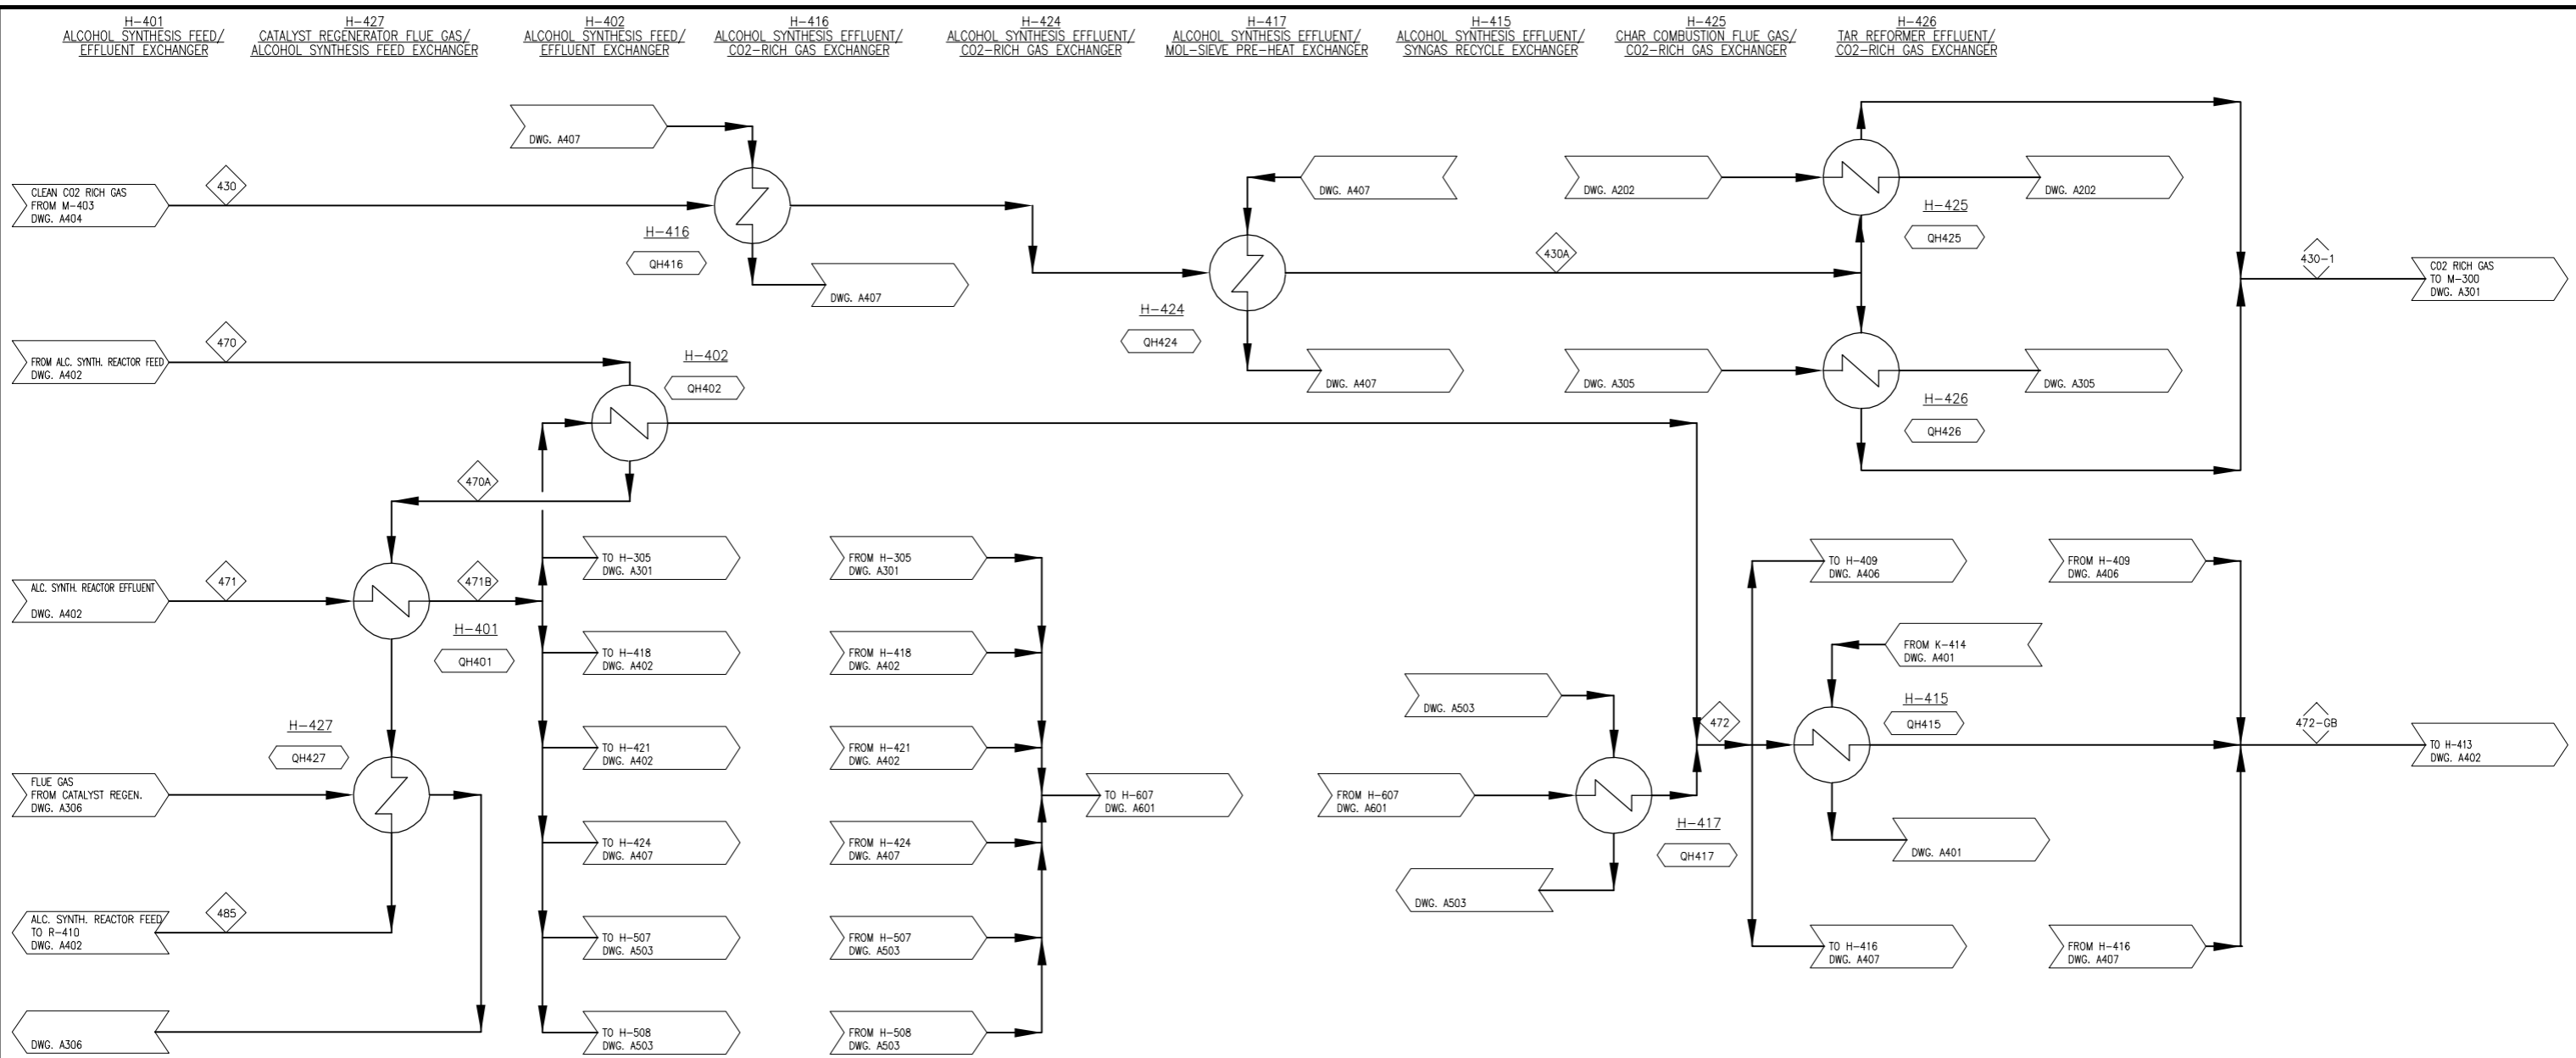 H-401
ALCOHOL SYNTHESIS FEED/
EFFLUENT EXCHANGER
H-427
CATALYST REGENERATOR FLUE GAS/
ALCOHOL SYNTHESIS FEED EXCHANGER
H-402
ALCOHOL SYNTHESIS FEED/
EFFLUENT EXCHANGER
H-416
ALCOHOL SYNTHESIS EFFLUENT/
CO2-RICH GAS EXCHANGER
H-424
ALCOHOL SYNTHESIS EFFLUENT/
CO2-RICH GAS EXCHANGER
H-417
ALCOHOL SYNTHESIS EFFLUENT/
MOL-SIEVE PRE-HEAT EXCHANGER
H-415
ALCOHOL SYNTHESIS EFFLUENT/
SYNGAS RECYCLE EXCHANGER
H-425
CHAR COMBUSTION FLUE GAS/
CO2-RICH GAS EXCHANGER
H-426
TAR REFORMER EFFLUENT/
CO2-RICH GAS EXCHANGER
DWG. A407
CLEAN CO2 RICH GAS
FROM M-403
DWG. A404
430
H-416
QH416
DWG. A407
DWG. A407
H-424
QH424
DWG. A407
430A
DWG. A202
DWG. A202
H-425
QH425
430-1
CO2 RICH GAS
TO M-300
DWG. A301
DWG. A305
DWG. A305
H-426
QH426
FROM ALC. SYNTH. REACTOR FEED
DWG. A402
470
H-402
QH402
470A
ALC. SYNTH. REACTOR EFFLUENT
DWG. A402
471
471B
H-401
QH401
H-427
QH427
FLUE GAS
FROM CATALYST REGEN.
DWG. A306
ALC. SYNTH. REACTOR FEED
TO R-410
DWG. A402
485
DWG. A306
TO H-305
DWG. A301
TO H-418
DWG. A402
TO H-421
DWG. A402
TO H-424
DWG. A407
TO H-507
DWG. A503
TO H-508
DWG. A503
FROM H-305
DWG. A301
FROM H-418
DWG. A402
FROM H-421
DWG. A402
FROM H-424
DWG. A407
FROM H-507
DWG. A503
FROM H-508
DWG. A503
TO H-607
DWG. A601
DWG. A503
FROM H-607
DWG. A601
DWG. A503
H-417
QH417
472
TO H-409
DWG. A406
FROM K-414
DWG. A401
H-415
QH415
DWG. A401
TO H-416
DWG. A407
FROM H-409
DWG. A406
FROM H-416
DWG. A407
472-GB
TO H-413
DWG. A402